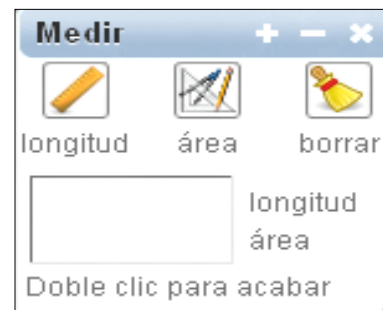 Medir
longitud área borrar
longitud
área
Doble clic para acabar